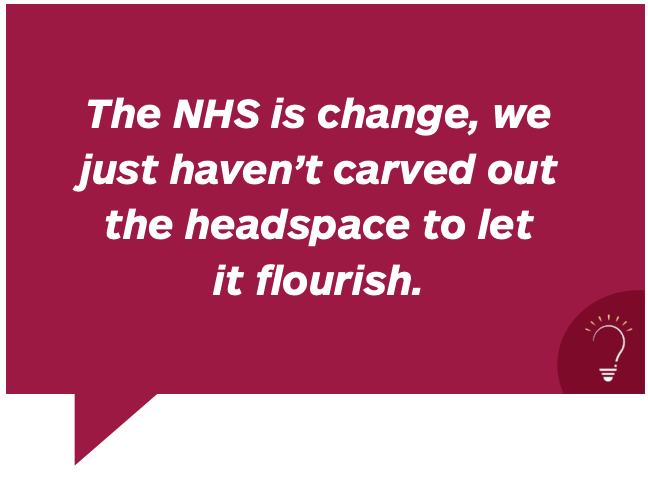 The NHS is change, we
just haven’t carved out
the headspace to let
it flourish.